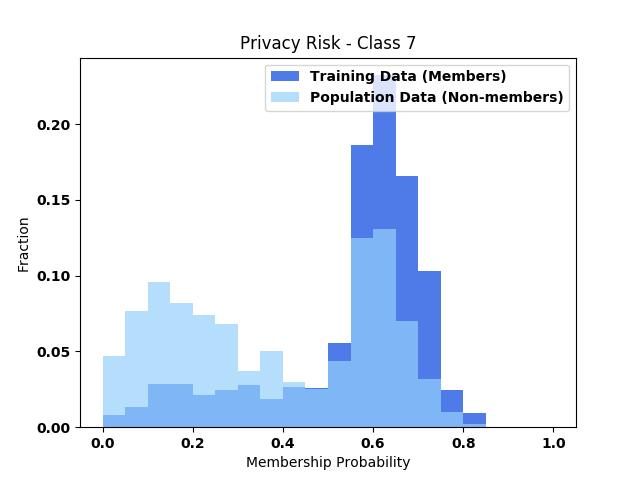 Privacy Risk - Class 7
Training Data (Members)
Population Data (Non-members)
0.20
0.15
0.10
0.05
0.00
Fraction
0.0 0.2 0.4 0.6 0.8 1.0
Membership Probability